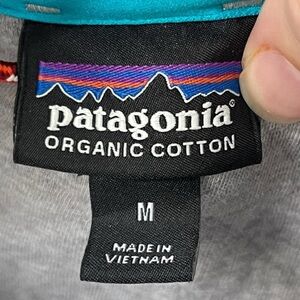 patagonia®
ORGANIC COTTON
M
MADE IN
VIETNAM